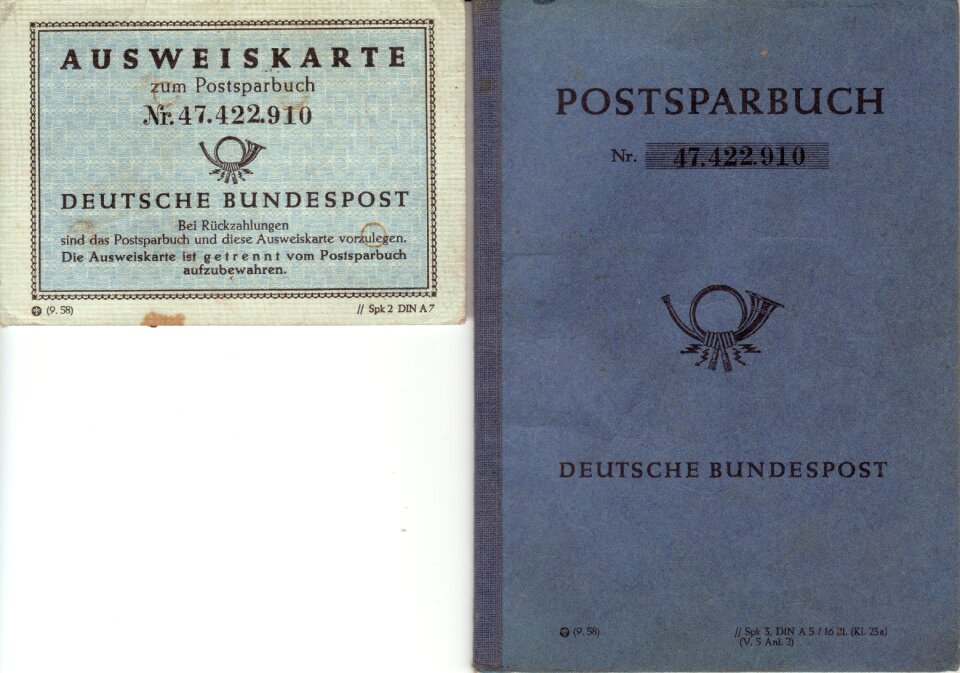 AUSWEISKARTE
zum Postsparbuch
Nr. 47.422.910
DEUTSCHE BUNDESPOST
Bei Rückzahlungen
sind das Postsparbuch und diese Ausweiskarte vorzulegen.
Die Ausweiskarte ist getrennt vom Postsparbuch
aufzubewahren.
(9. 58)
// Spk 2 DIN A 7
POSTSPARBUCH
Nr. 47.422.910
DEUTSCHE BUNDESPOST
(9. 58)
// Spk 3, DIN A 5 / 16 Bl. (Kl. 23a)
(V. 3 Anl. 2)